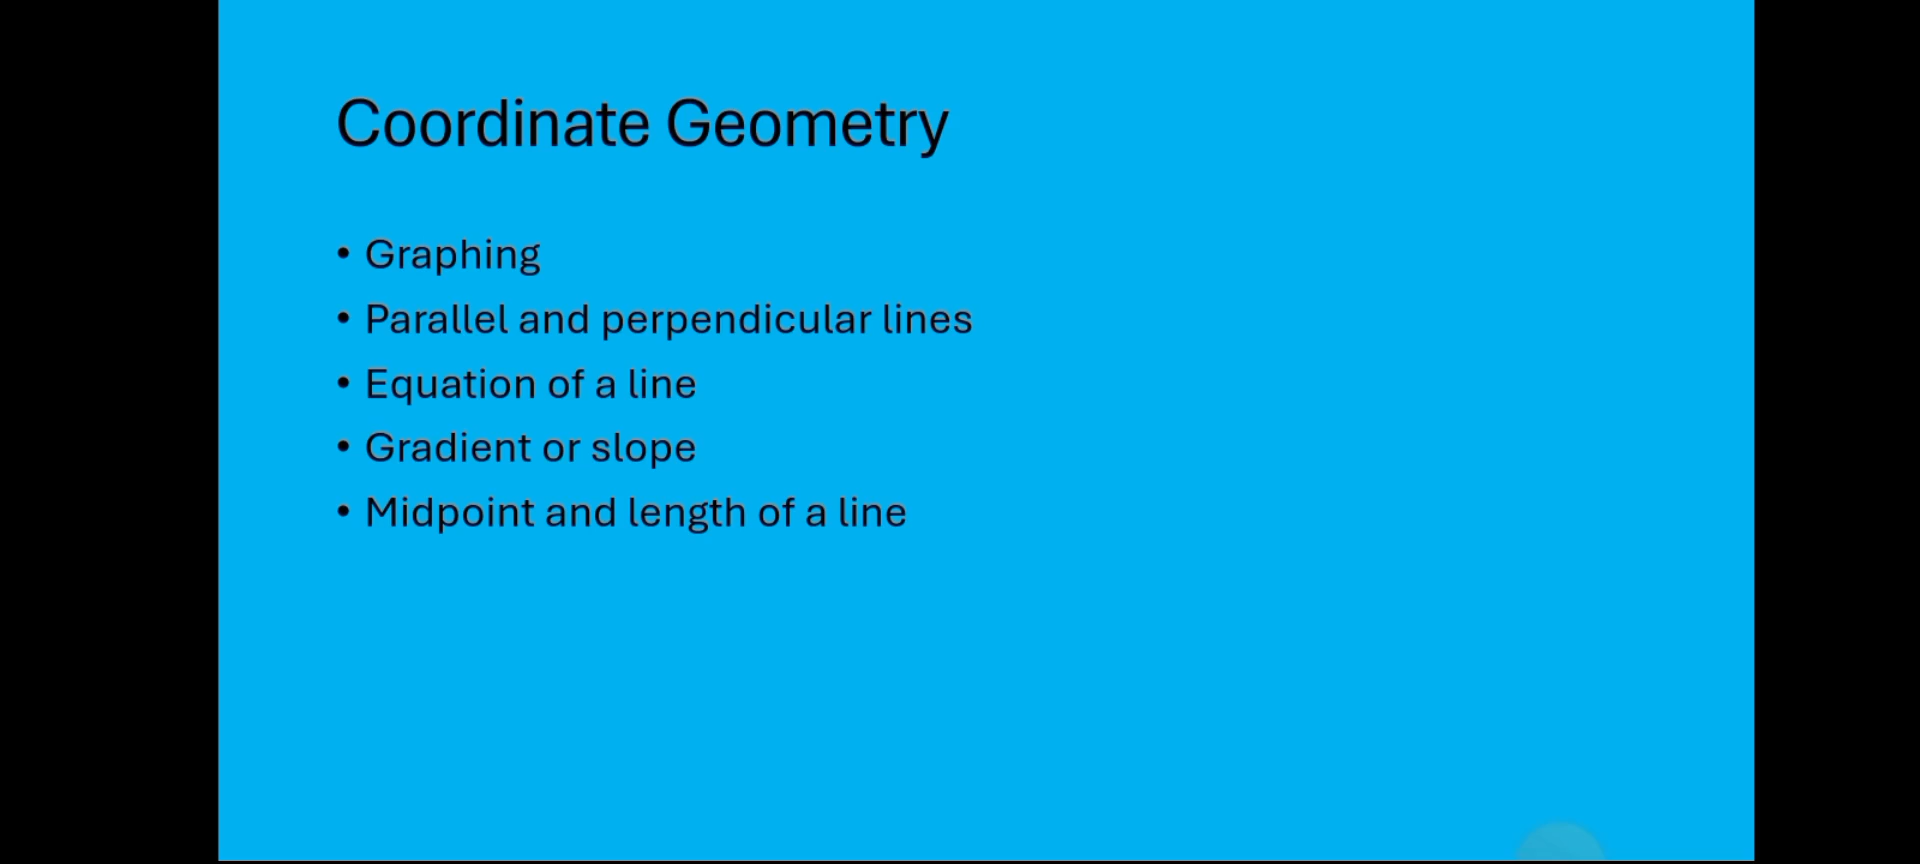 Coordinate Geometry
• Graphing
• Parallel and perpendicular lines
• Equation of a line
• Gradient or slope
• Midpoint and length of a line